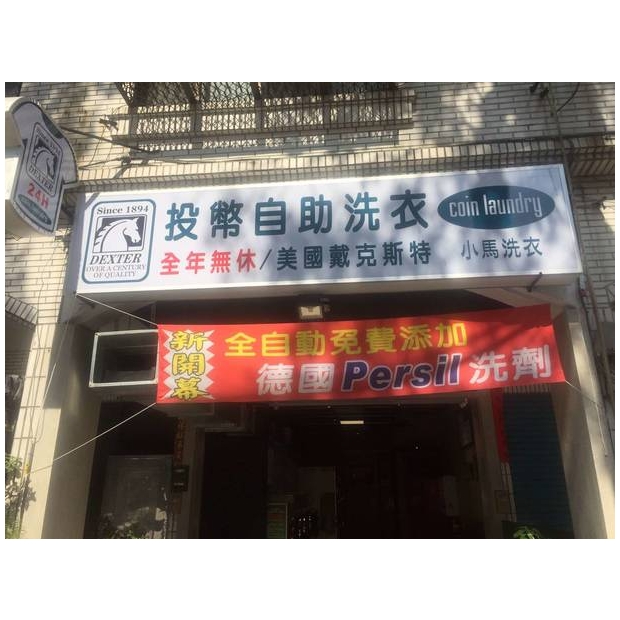 DEXTER
24H
coin laundry
Since 1894
DEXTER
OVER A CENTURY
OF QUALITY
投幣自助洗衣
coin laundry
全年無休/美國戴克斯特
小馬洗衣
新開幕
全自動免費添加
德國Persil洗劑